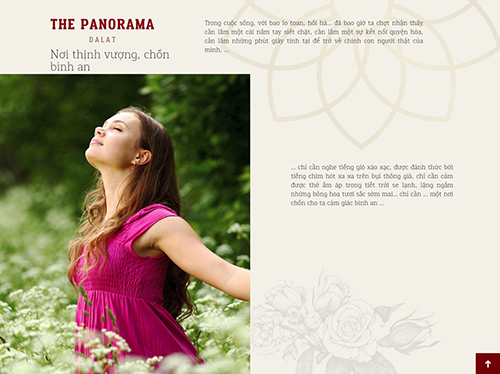 THE PANORAMA
DALAT
Nơi thịnh vượng, chốn
bình an
Trong cuộc sống, với bao lo toan, hối hả... đã bao giờ ta chợt nhận thấy
cần lắm một cái nắm tay siết chặt, cần lắm một sự kết nối quyện hòa,
cần lắm những phút giây tĩnh tại để trở về chính con người thật của
mình. ...
... chỉ cần nghe tiếng gió xào xạc, được đánh thức bởi
tiếng chim hót xa xa trên bụi thông già, chỉ cần cảm
được thở ấm áp trong tiết trời se lạnh, lặng ngắm
những bông hoa tươi sắc sớm mai... chỉ cần ... một nơi
chốn cho ta cảm giác bình an ...